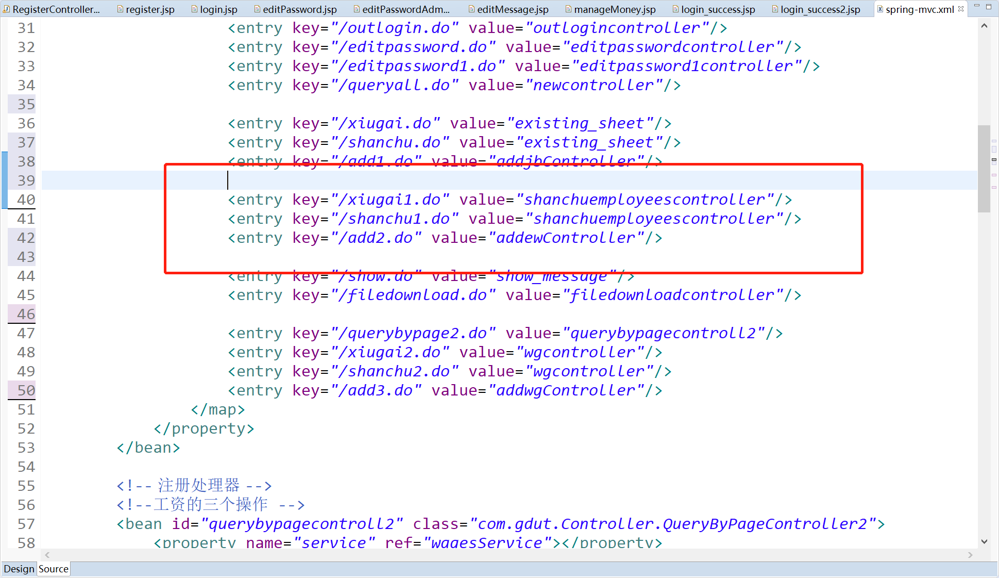 RegisterController... register.jsp login.jsp editPassword.jsp editPasswordAdm... editMessage.jsp manageMoney.jsp login_success.jsp login_success2.jsp spring-mvc.xml
31 <entry key="/outlogin.do" value="outlogincontroller"/>
32 <entry key="/editpassword.do" value="editpasswordcontroller"/>
33 <entry key="/editpassword1.do" value="editpassword1controller"/>
34 <entry key="/queryall.do" value="newcontroller"/>
35
36 <entry key="/xiugai.do" value="existing_sheet"/>
37 <entry key="/shanchu.do" value="existing_sheet"/>
38 <entry key="/add1.do" value="addjbController"/>
39
40 <entry key="/xiugai1.do" value="shanchuemployeescontroller"/>
41 <entry key="/shanchu1.do" value="shanchuemployeescontroller"/>
42 <entry key="/add2.do" value="addewController"/>
43
44 <entry key="/show.do" value="show_message"/>
45 <entry key="/filedownload.do" value="filedownloadcontroller"/>
46
47 <entry key="/querybypage2.do" value="querybypagecontroll2"/>
48 <entry key="/xiugai2.do" value="wgcontroller"/>
49 <entry key="/shanchu2.do" value="wgcontroller"/>
50 <entry key="/add3.do" value="addwgController"/>
51 </map>
52 </property>
53 </bean>
54
55 <!-- 注册处理器 -->
56 <!--工资的三个操作 -->
57 <bean id="querybypagecontroll2" class="com.gdut.Controller.QueryByPageController2">
58 <property name="service" ref="wagesService"></property>
Design Source